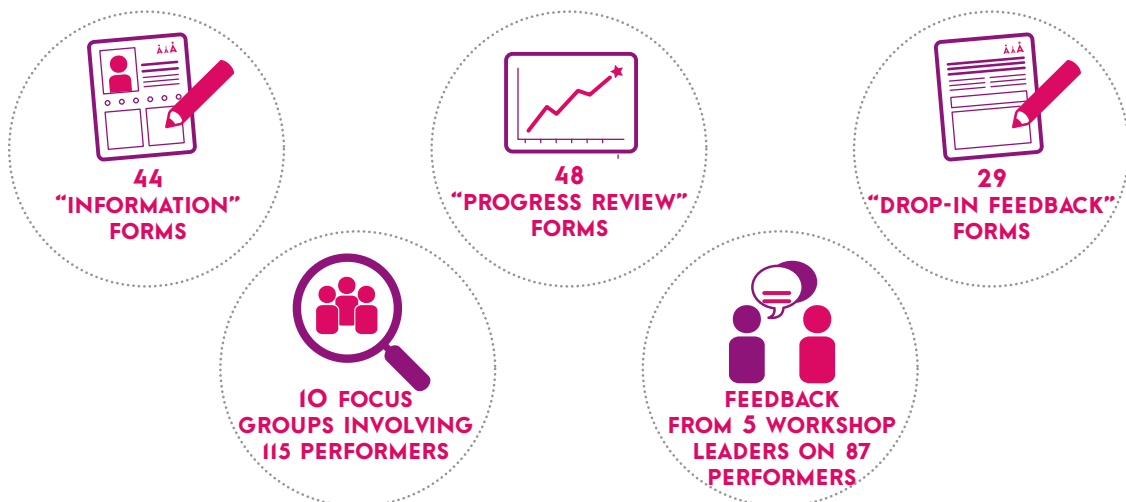 44
“INFORMATION”
FORMS
48
“PROGRESS REVIEW”
FORMS
29
“DROP-IN FEEDBACK”
FORMS
10 FOCUS
GROUPS INVOLVING
115 PERFORMERS
FEEDBACK
FROM 5 WORKSHOP
LEADERS ON 87
PERFORMERS